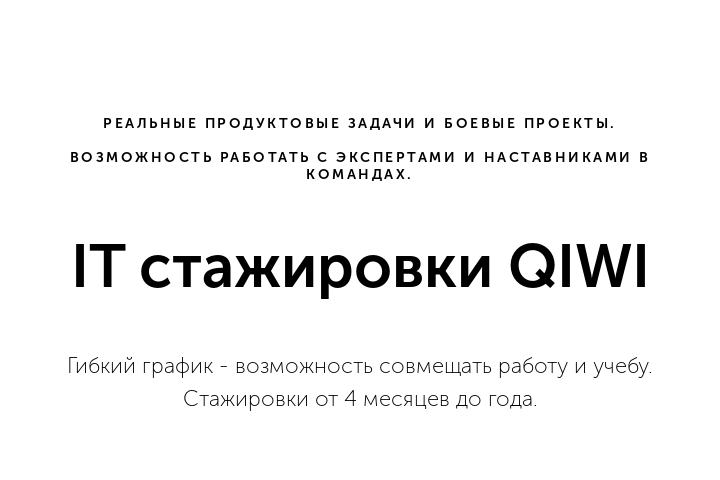 РЕАЛЬНЫЕ ПРОДУКТОВЫЕ ЗАДАЧИ И БОЕВЫЕ ПРОЕКТЫ.
ВОЗМОЖНОСТЬ РАБОТАТЬ С ЭКСПЕРТАМИ И НАСТАВНИКАМИ В
КОМАНДАХ.
IT стажировки QIWI
Гибкий график - возможность совмещать работу и учебу.
Стажировки от 4 месяцев до года.